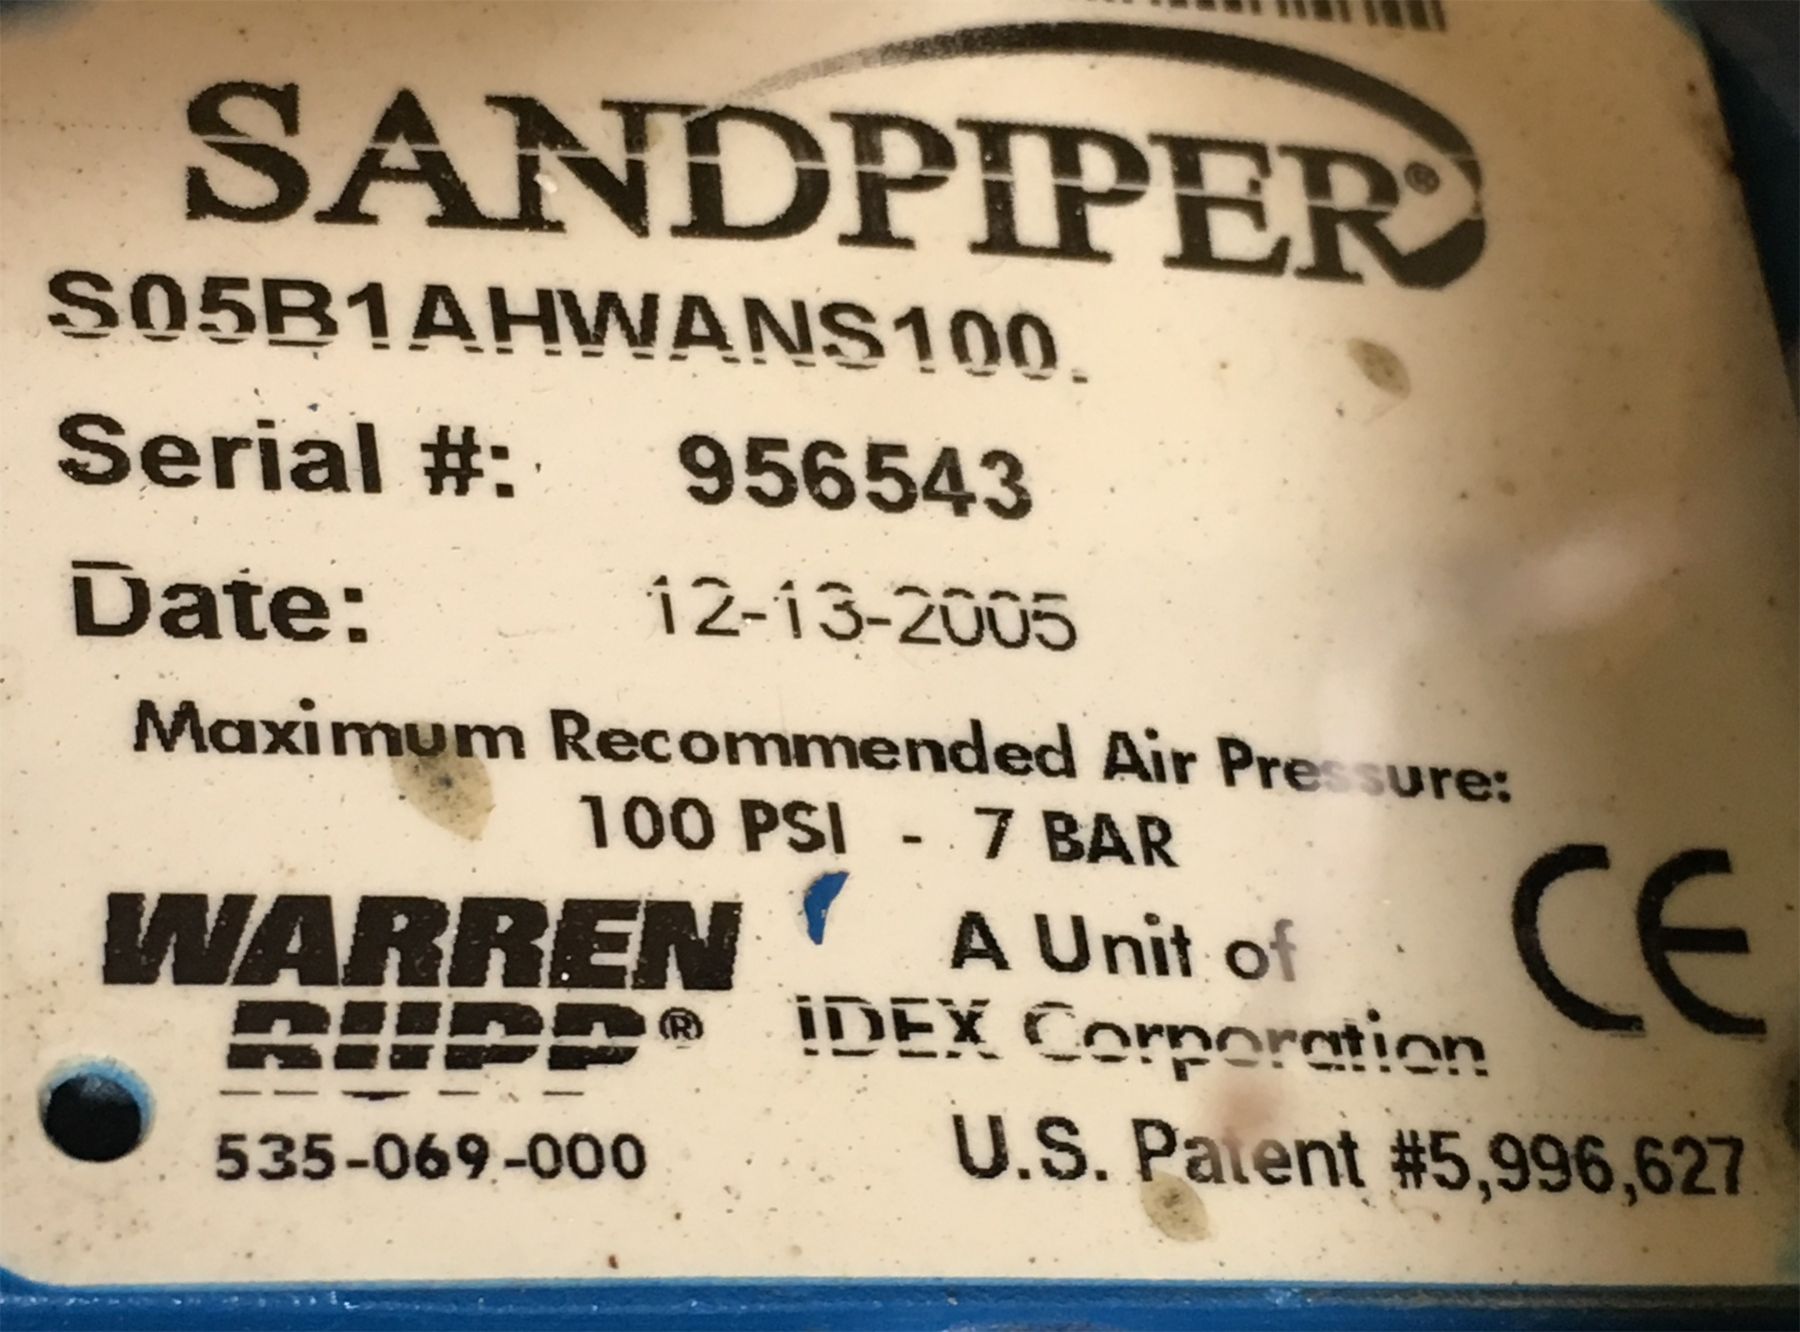 SANDPIPER®
S05B1AHWANS100.
Serial #: 956543
Date: 12-13-2005
Maximum Recommended Air Pressure:
100 PSI - 7 BAR
WARREN
RUPP®
A Unit of
IDEX Corporation
CE
535-069-000
U.S. Patent #5,996,627